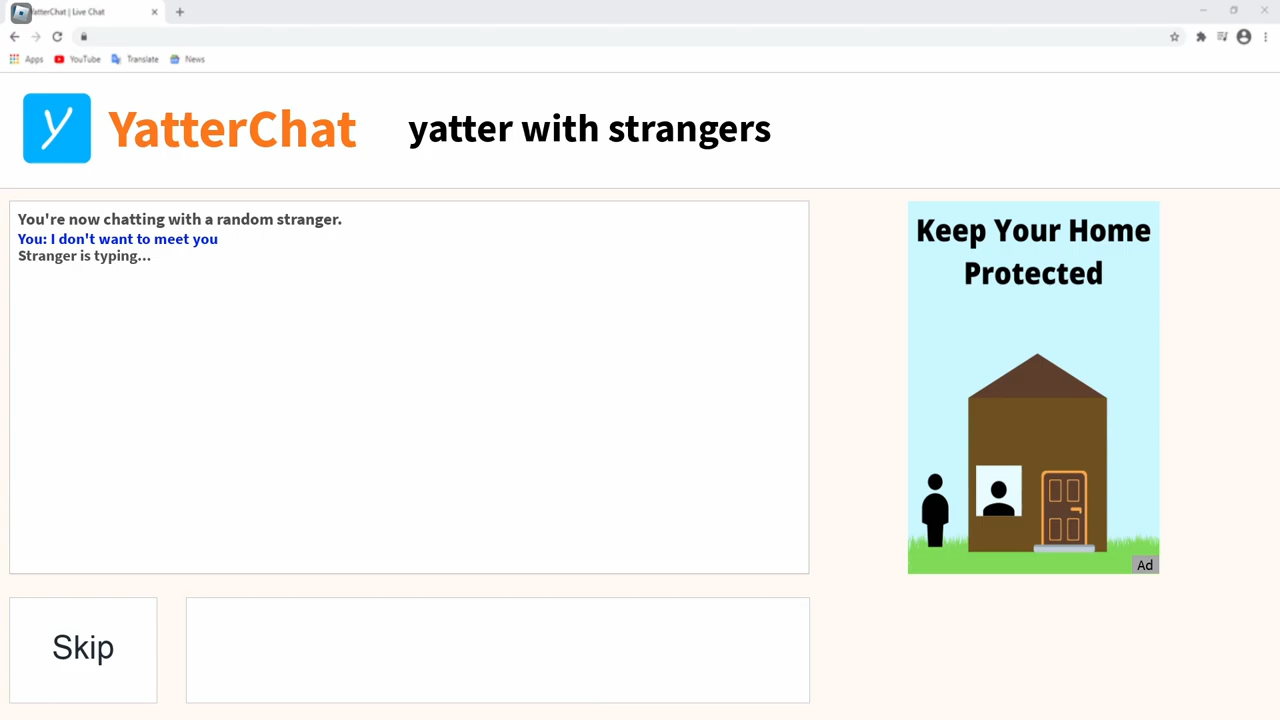 YatterChat | Live Chat
Apps
YouTube
Translate
News
y
YatterChat
yatter with strangers
You're now chatting with a random stranger.
You: I don't want to meet you
Stranger is typing...
Keep Your Home
Protected
Ad
Skip